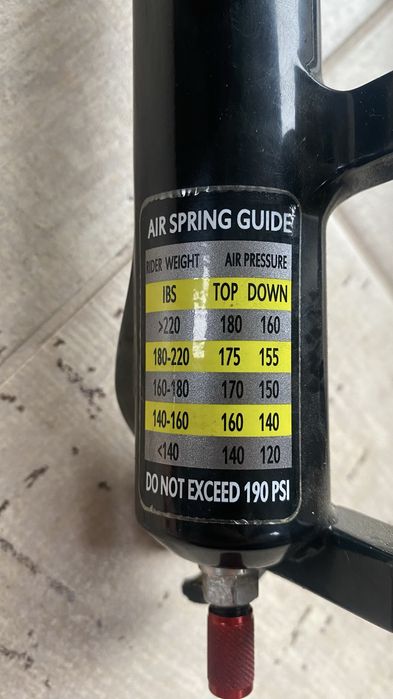 AIR SPRING GUIDE
RIDER WEIGHT AIR PRESSURE
IBS TOP DOWN
>220 180 160
180-220 175 155
160-180 170 150
140-160 160 140
<140 140 120
DO NOT EXCEED 190 PSI